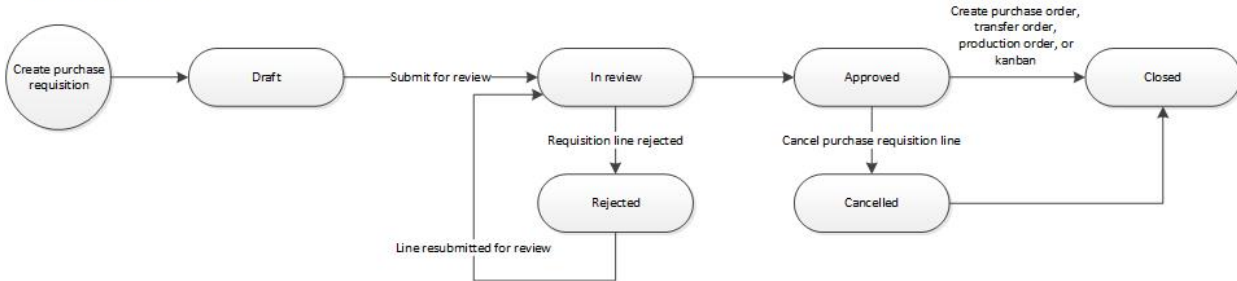 Create purchase order,
transfer order,
production order, or
kanban
Create purchase
requisition
Draft
Submit for review
In review
Approved
Closed
Requisition line rejected
Cancel purchase requisition line
Rejected
Cancelled
Line resubmitted for review